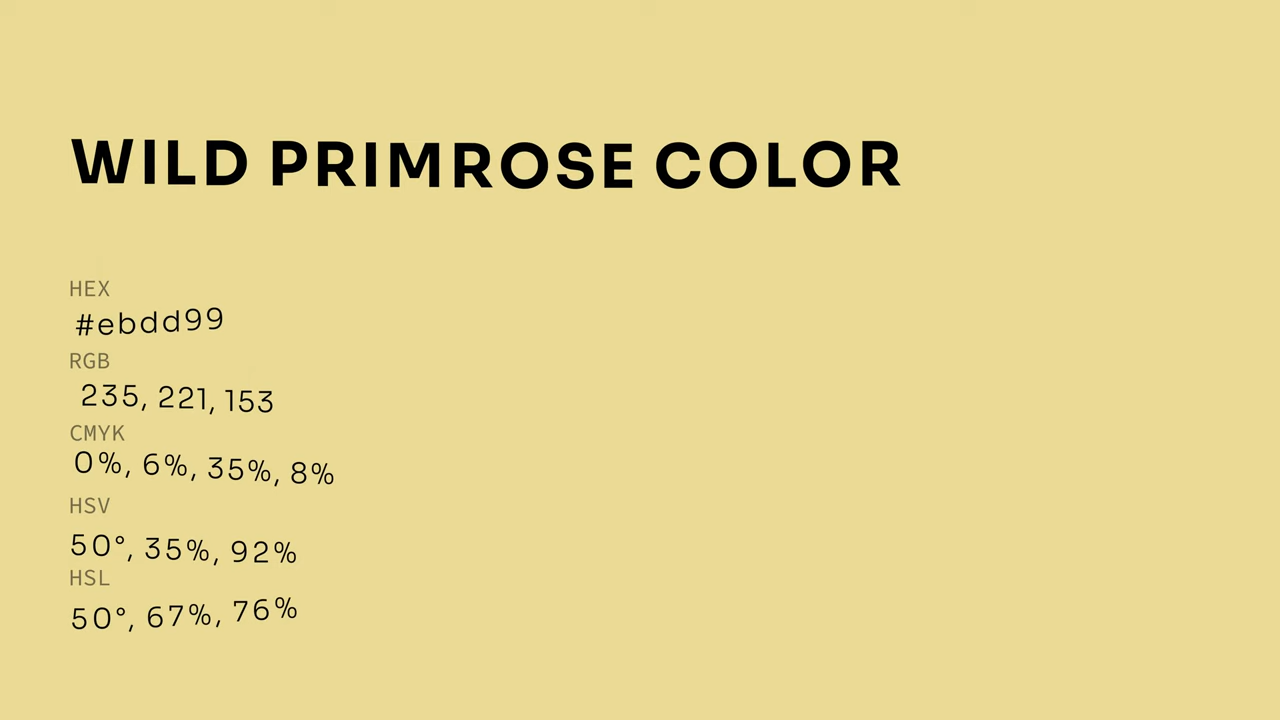 WILD PRIMROSE COLOR
HEX
#ebdd99
RGB
235, 221, 153
CMYK
0%, 6%, 35%, 8%
HSV
50°, 35%, 92%
HSL
50°, 67%, 76%